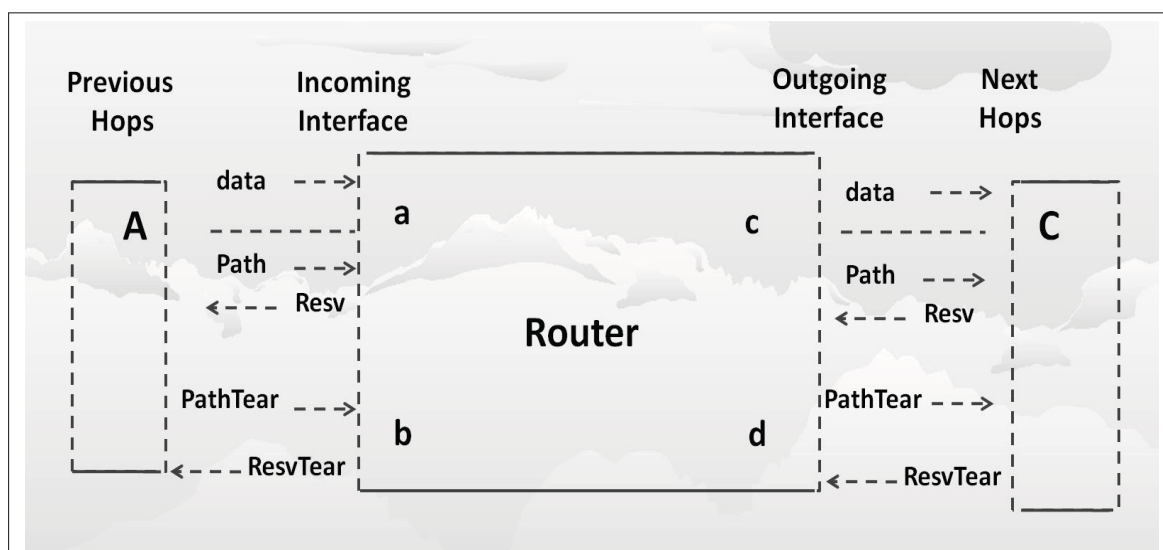 Previous
Hops
Incoming
Interface
Outgoing
Interface
Next
Hops
A
data
a
c
data
C
Path
Path
Resv
Resv
Router
PathTear
PathTear
b
d
ResvTear
ResvTear